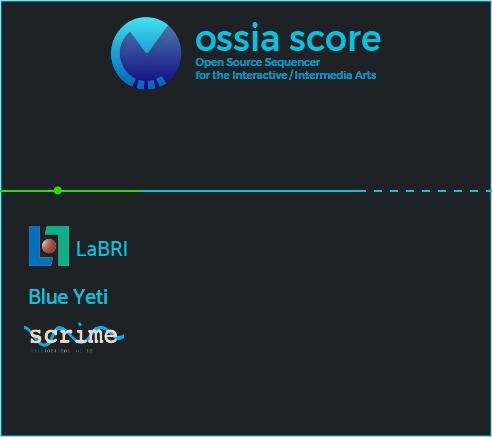 ossia score
Open Source Sequencer
for the Interactive/Intermedia Arts
LaBRI
Blue Yeti
scrime